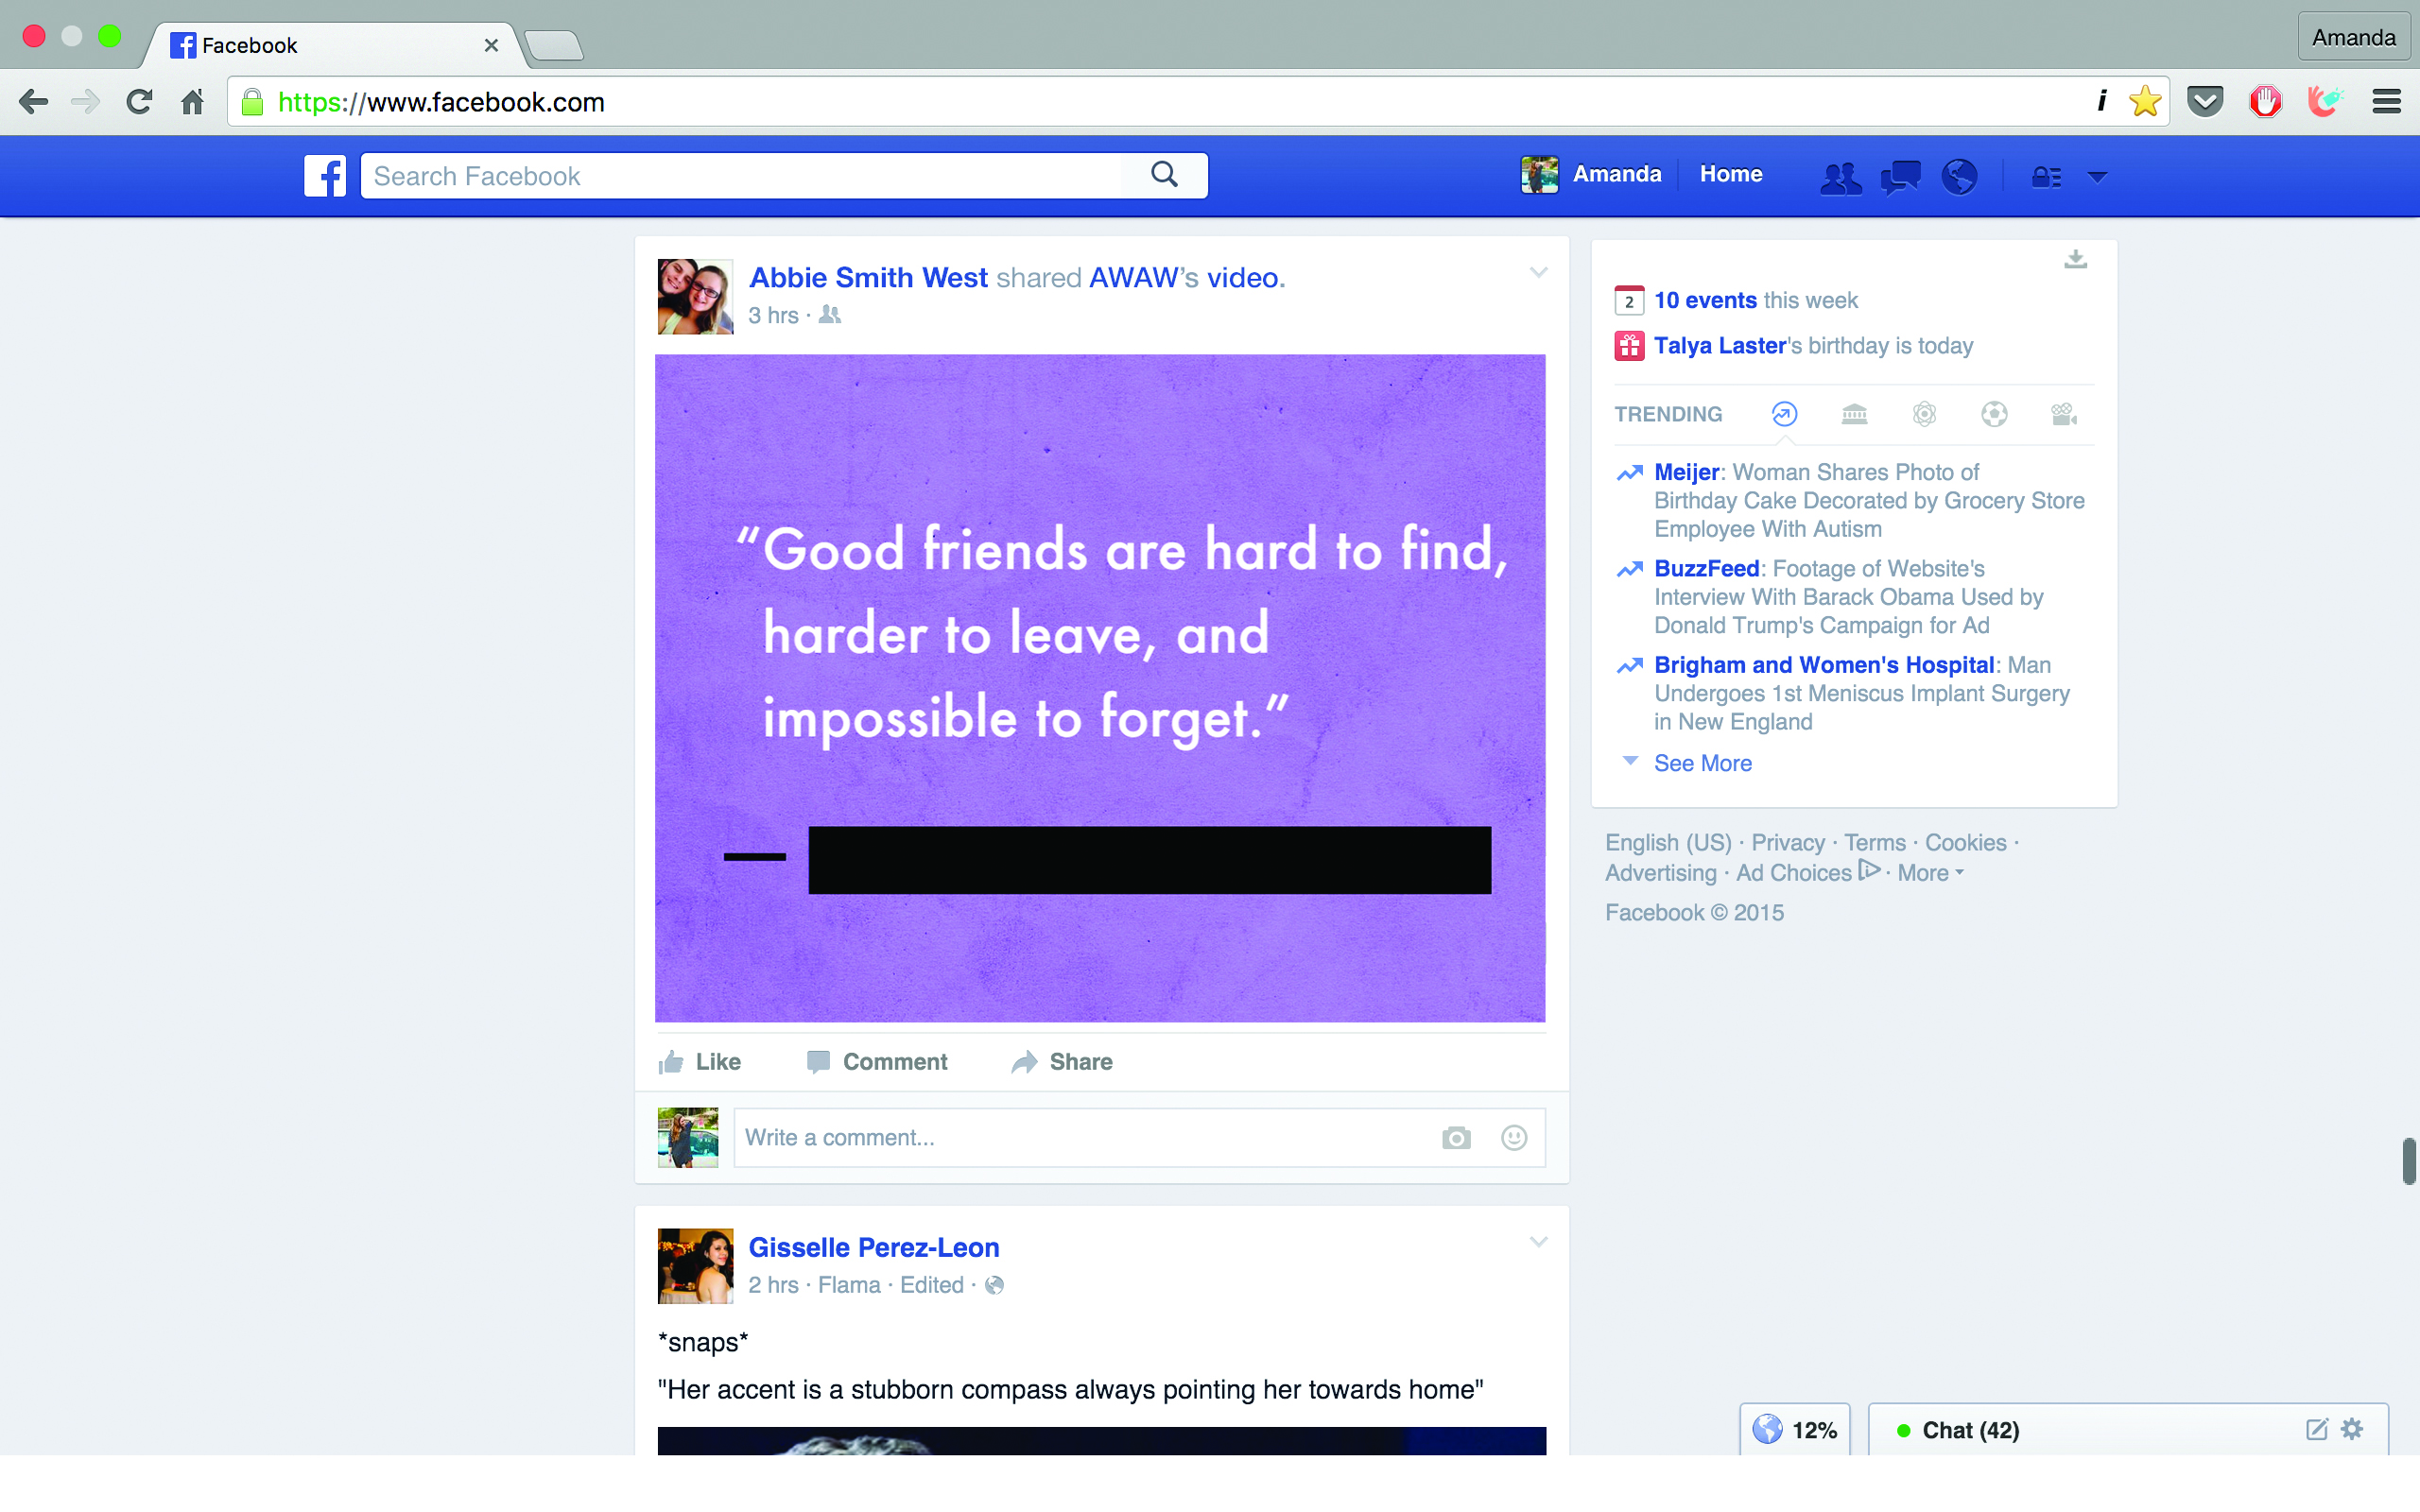 Facebook
Amanda
https://www.facebook.com
i
Search Facebook
Amanda
Home
Abbie Smith West shared AWAW’s video.
3 hrs ·
“Good friends are hard to find,
harder to leave, and
impossible to forget.”
—
Like
Comment
Share
Write a comment...
Gisselle Perez-Leon
2 hrs · Flama · Edited ·
*snaps*
"Her accent is a stubborn compass always pointing her towards home"
2
10 events this week
Talya Laster's birthday is today
TRENDING
Meijer: Woman Shares Photo of
Birthday Cake Decorated by Grocery Store
Employee With Autism
BuzzFeed: Footage of Website's
Interview With Barack Obama Used by
Donald Trump's Campaign for Ad
Brigham and Women's Hospital: Man
Undergoes 1st Meniscus Implant Surgery
in New England
See More
English (US) · Privacy · Terms · Cookies ·
Advertising · Ad Choices · More
Facebook © 2015
12%
Chat (42)